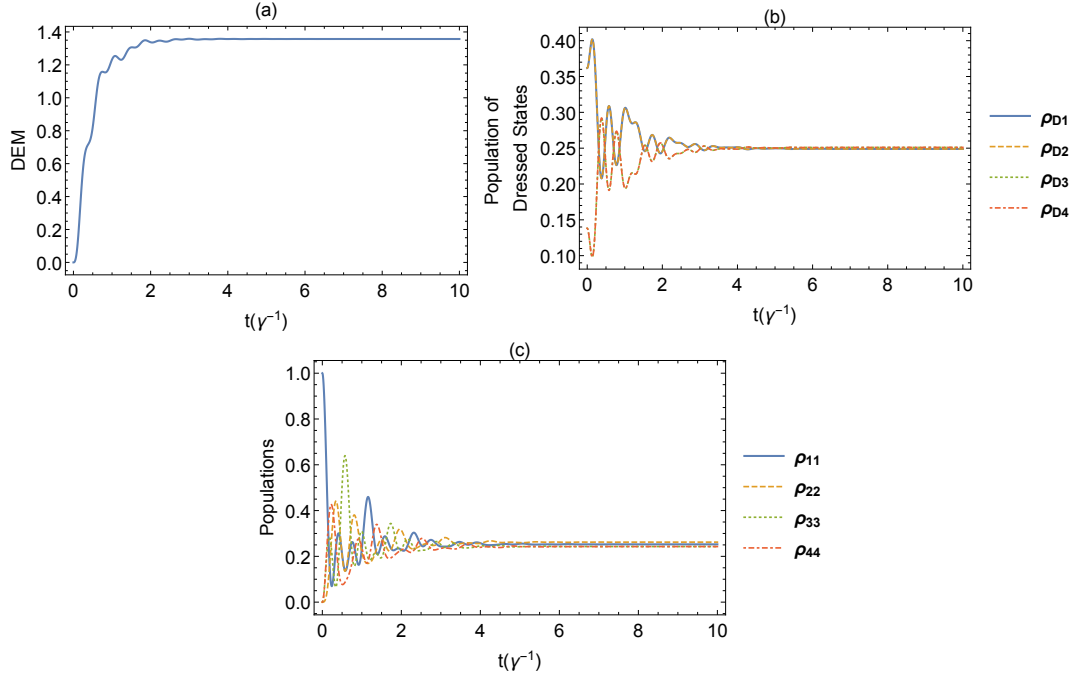 (a)
1.4
1.2
1.0
0.8
0.6
0.4
0.2
0.0
DEM
0 2 4 6 8 10
t(γ⁻¹)
(b)
0.40
0.35
0.30
0.25
0.20
0.15
0.10
Population of
Dressed States
0 2 4 6 8 10
t(γ⁻¹)
ρD1
ρD2
ρD3
ρD4
(c)
1.0
0.8
0.6
0.4
0.2
0.0
Populations
0 2 4 6 8 10
t(γ⁻¹)
ρ11
ρ22
ρ33
ρ44